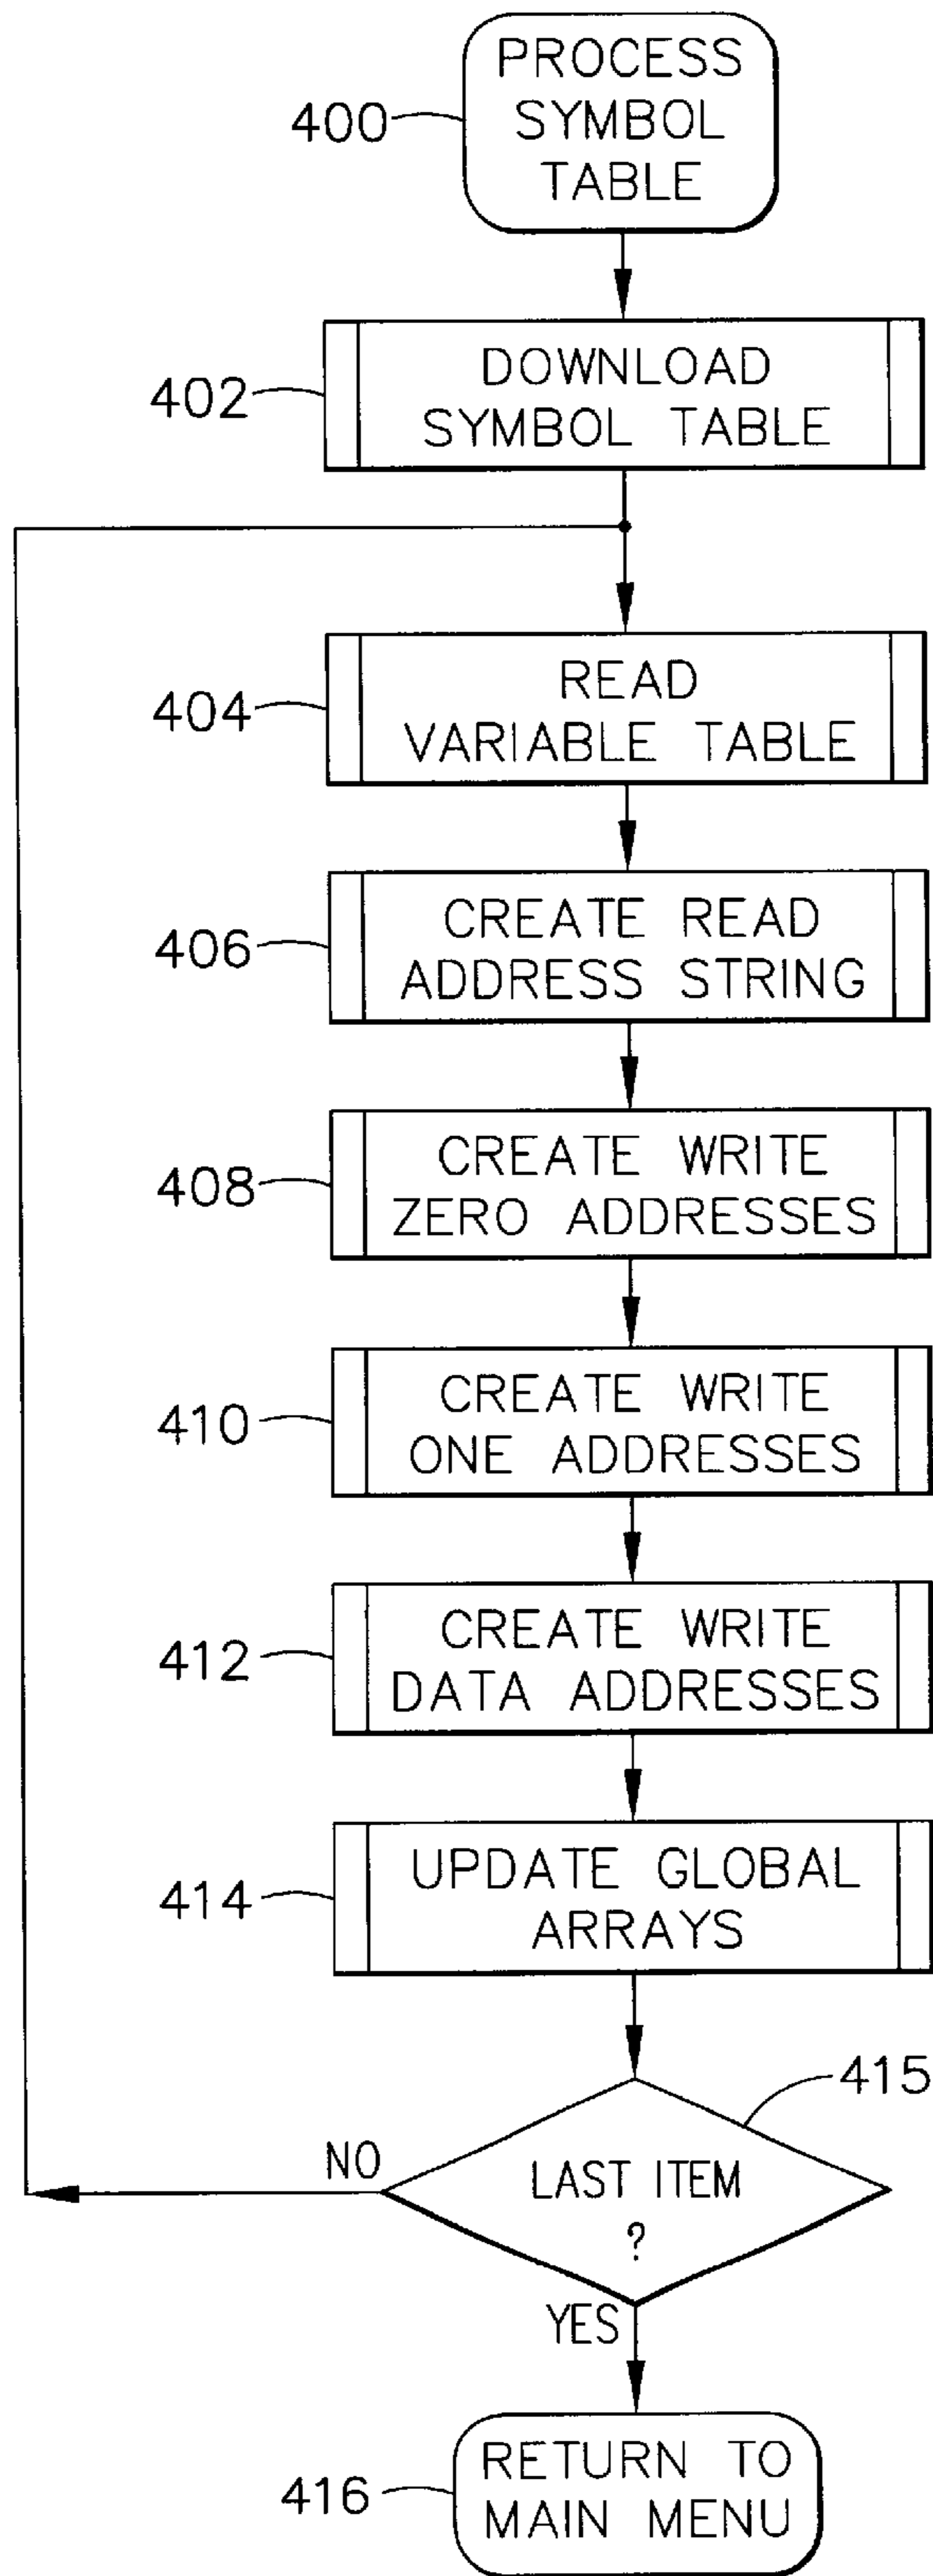 PROCESS
SYMBOL
TABLE
400
DOWNLOAD
SYMBOL TABLE
402
READ
VARIABLE TABLE
404
CREATE READ
ADDRESS STRING
406
CREATE WRITE
ZERO ADDRESSES
408
CREATE WRITE
ONE ADDRESSES
410
CREATE WRITE
DATA ADDRESSES
412
UPDATE GLOBAL
ARRAYS
414
415
NO
LAST ITEM
?
YES
RETURN TO
MAIN MENU
416